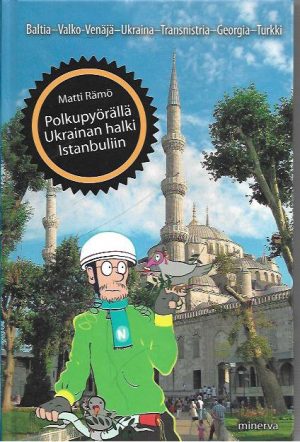 Baltia–Valko-Venäjä–Ukraina–Transnistria–Georgia–Turkki
Matti Rämö
Polkupyörällä
Ukrainan halki
Istanbuliin
N
minerva